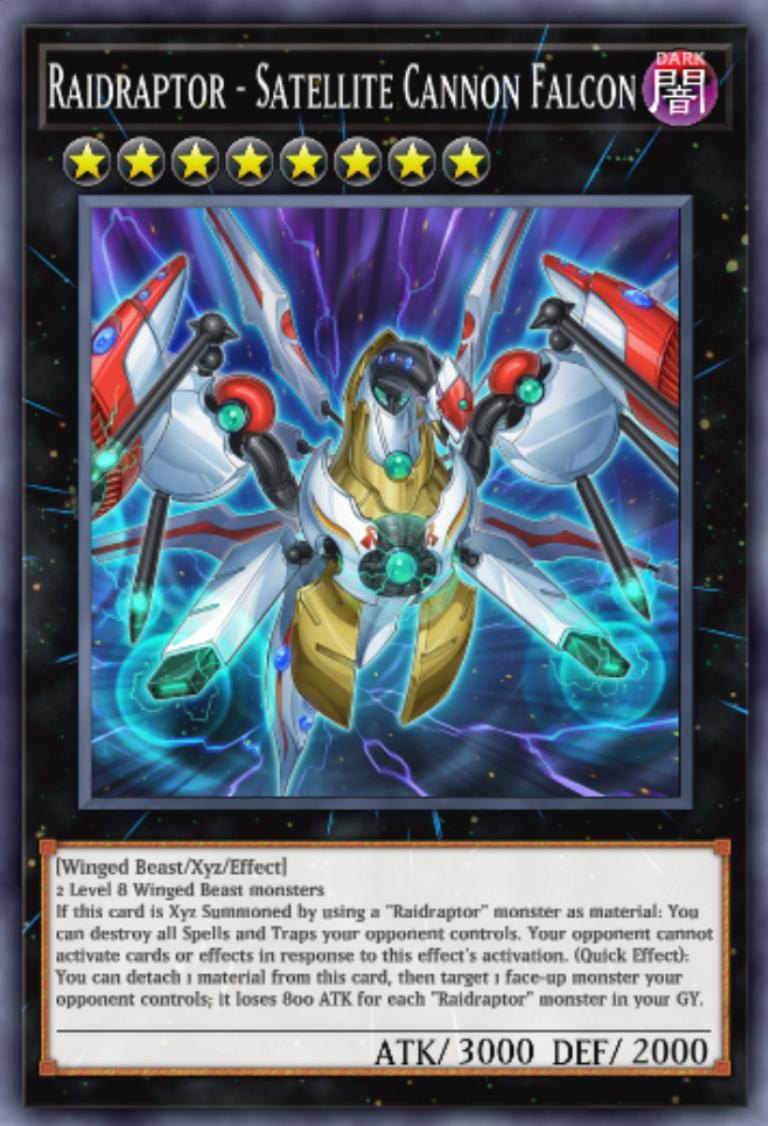 RAIDRAPTOR - SATELLITE CANNON FALCON
DARK
闇
[Winged Beast/Xyz/Effect]
2 Level 8 Winged Beast monsters
If this card is Xyz Summoned by using a "Raidraptor" monster as material: You
can destroy all Spells and Traps your opponent controls. Your opponent cannot
activate cards or effects in response to this effect's activation. (Quick Effect):
You can detach 1 material from this card, then target 1 face-up monster your
opponent controls; it loses 800 ATK for each "Raidraptor" monster in your GY.
ATK/ 3000 DEF/ 2000